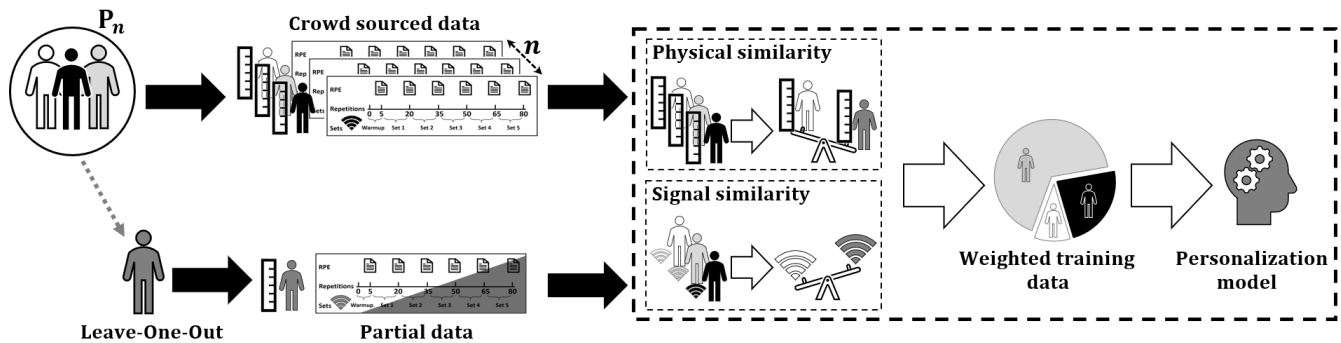 Pn
Crowd sourced data
n
RPE
RPE
RPE
Rep
Rep
Repetitions
0 5 20 35 50 65 80
Sets
Sets
Warmup Set 1 Set 2 Set 3 Set 4 Set 5
Physical similarity
Signal similarity
Weighted training
data
Personalization
model
Leave-One-Out
RPE
Repetitions
0 5 20 35 50 65 80
Sets
Warmup Set 1 Set 2 Set 3 Set 4 Set 5
Partial data